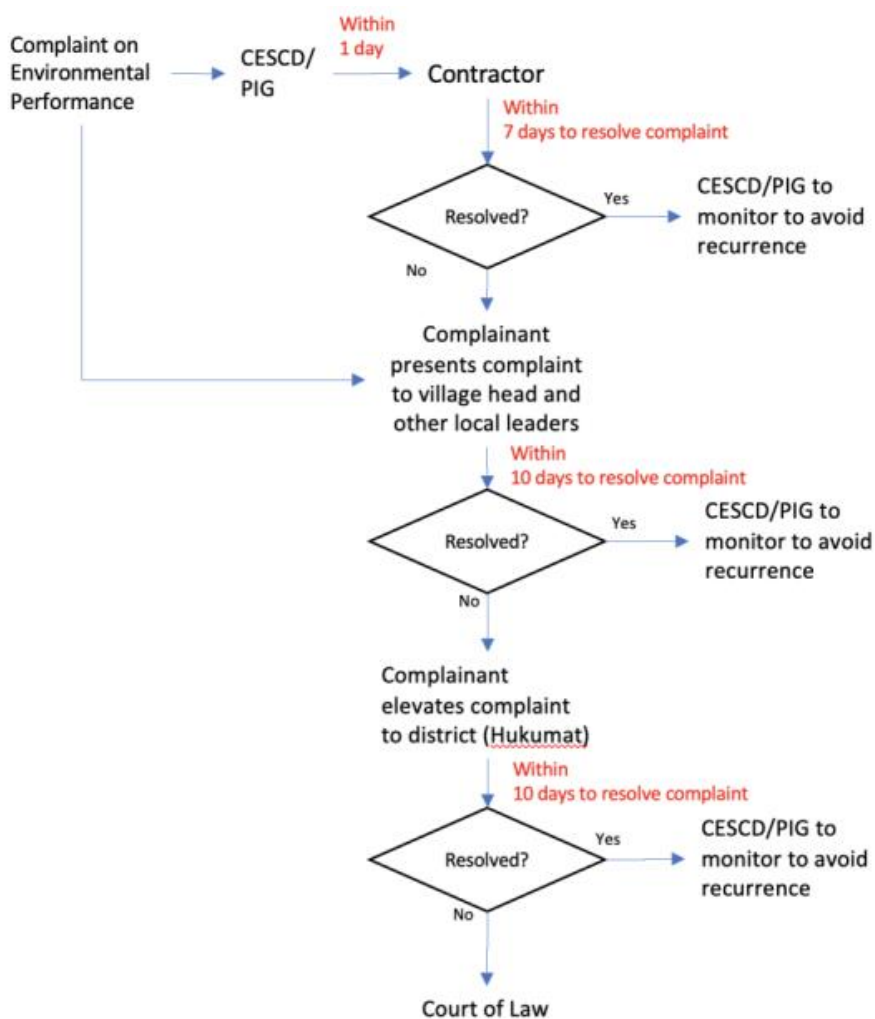 Complaint on
Environmental
Performance
CESCD/
PIG
Within
1 day
Contractor
Within
7 days to resolve complaint
Resolved?
Yes
CESCD/PIG to
monitor to avoid
recurrence
No
Complainant
presents complaint
to village head and
other local leaders
Within
10 days to resolve complaint
Resolved?
Yes
CESCD/PIG to
monitor to avoid
recurrence
No
Complainant
elevates complaint
to district (Hukumat)
Within
10 days to resolve complaint
Resolved?
Yes
CESCD/PIG to
monitor to avoid
recurrence
No
Court of Law